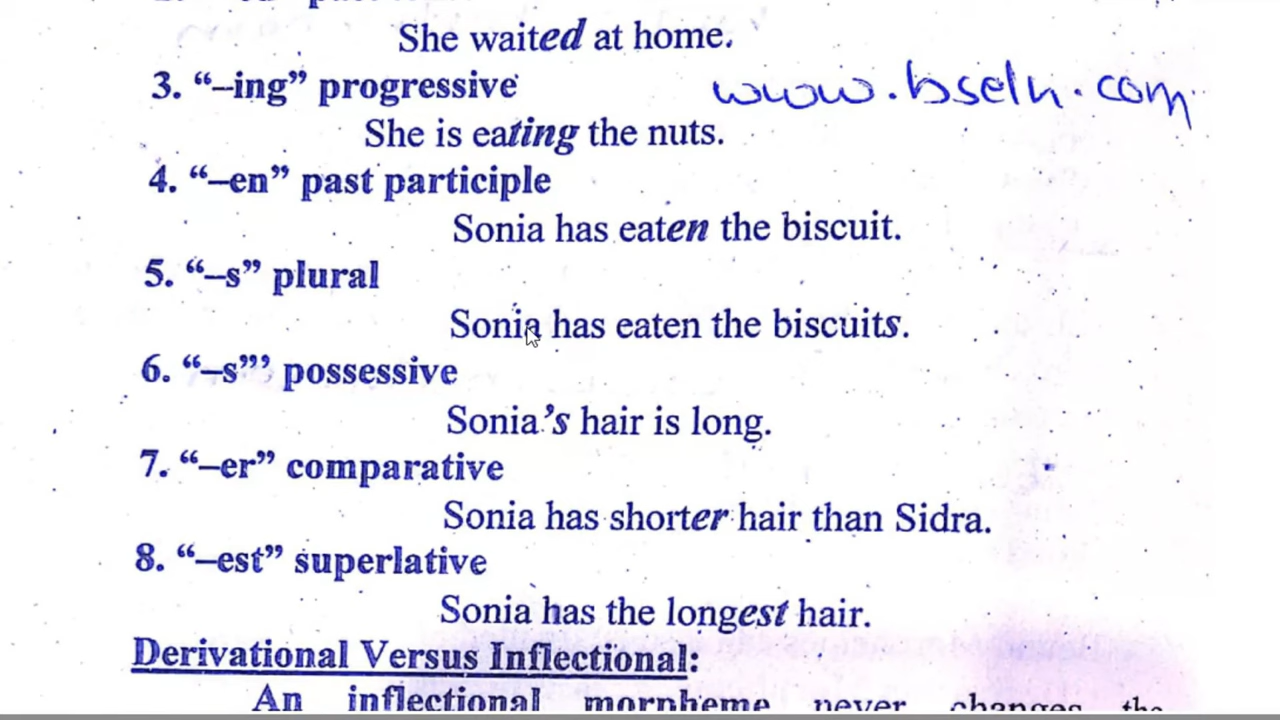 She waited at home.
3. “–ing” progressive
www.bseln.com
She is eating the nuts.
4. “–en” past participle
Sonia has eaten the biscuit.
5. “–s” plural
Sonia has eaten the biscuits.
6. “–s”’ possessive
Sonia’s hair is long.
7. “–er” comparative
Sonia has shorter hair than Sidra.
8. “–est” superlative
Sonia has the longest hair.
Derivational Versus Inflectional:
An inflectional morpheme never changes the